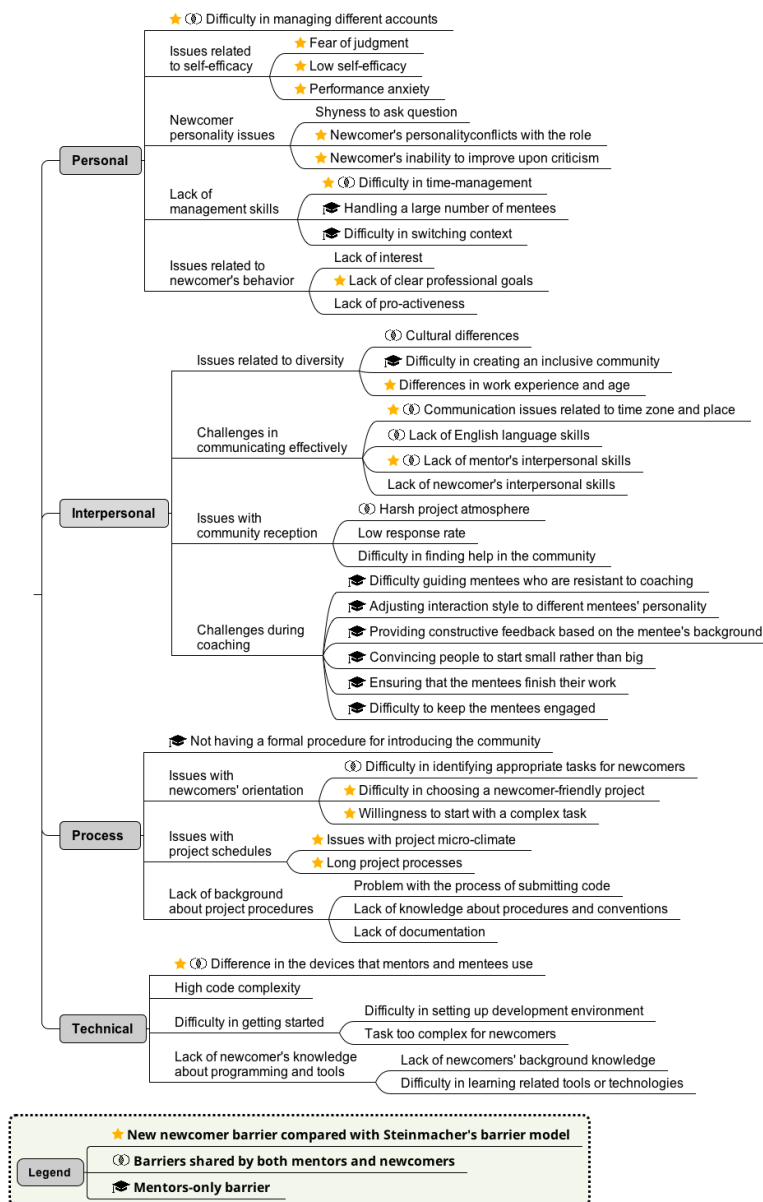 Difficulty in managing different accounts
Issues related
to self-efficacy
Fear of judgment
Low self-efficacy
Performance anxiety
Newcomer
personality issues
Shyness to ask question
Newcomer's personalityconflicts with the role
Newcomer's inability to improve upon criticism
Personal
Lack of
management skills
Difficulty in time-management
Handling a large number of mentees
Difficulty in switching context
Issues related to
newcomer's behavior
Lack of interest
Lack of clear professional goals
Lack of pro-activeness
Issues related to diversity
Cultural differences
Difficulty in creating an inclusive community
Differences in work experience and age
Challenges in
communicating effectively
Communication issues related to time zone and place
Lack of English language skills
Lack of mentor's interpersonal skills
Lack of newcomer's interpersonal skills
Interpersonal
Issues with
community reception
Harsh project atmosphere
Low response rate
Difficulty in finding help in the community
Challenges during
coaching
Difficulty guiding mentees who are resistant to coaching
Adjusting interaction style to different mentees' personality
Providing constructive feedback based on the mentee's background
Convincing people to start small rather than big
Ensuring that the mentees finish their work
Difficulty to keep the mentees engaged
Not having a formal procedure for introducing the community
Issues with
newcomers' orientation
Difficulty in identifying appropriate tasks for newcomers
Difficulty in choosing a newcomer-friendly project
Willingness to start with a complex task
Process
Issues with
project schedules
Issues with project micro-climate
Long project processes
Lack of background
about project procedures
Problem with the process of submitting code
Lack of knowledge about procedures and conventions
Lack of documentation
Difference in the devices that mentors and mentees use
High code complexity
Technical
Difficulty in getting started
Difficulty in setting up development environment
Task too complex for newcomers
Lack of newcomer's knowledge
about programming and tools
Lack of newcomers' background knowledge
Difficulty in learning related tools or technologies
Legend
New newcomer barrier compared with Steinmacher's barrier model
Barriers shared by both mentors and newcomers
Mentors-only barrier